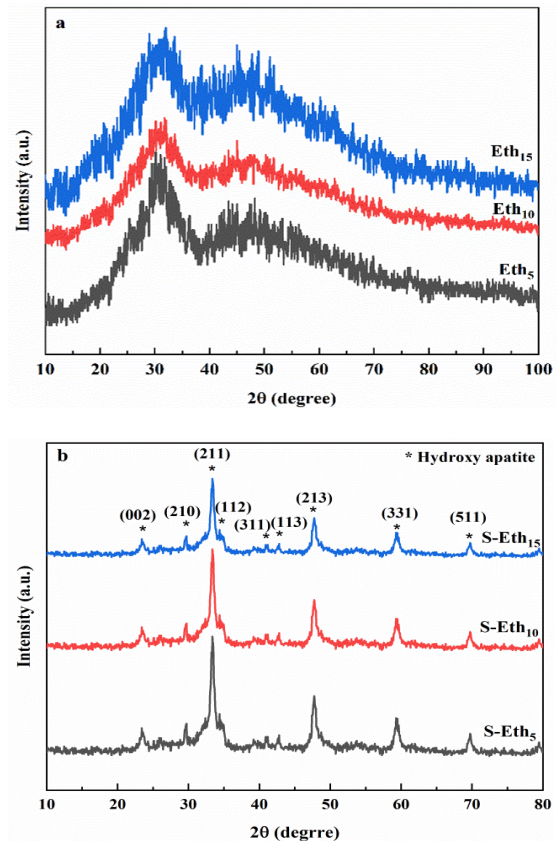 a
Intensity (a.u.)
Eth15
Eth10
Eth5
10 20 30 40 50 60 70 80 90 100
2θ (degree)
b
* Hydroxy apatite
(211)
*
(002)
*
(210)
*
(112)
*
(311)
*
(113)
*
(213)
*
(331)
*
(511)
*
S-Eth15
S-Eth10
S-Eth5
Intensity (a.u.)
10 20 30 40 50 60 70 80
2θ (degrre)